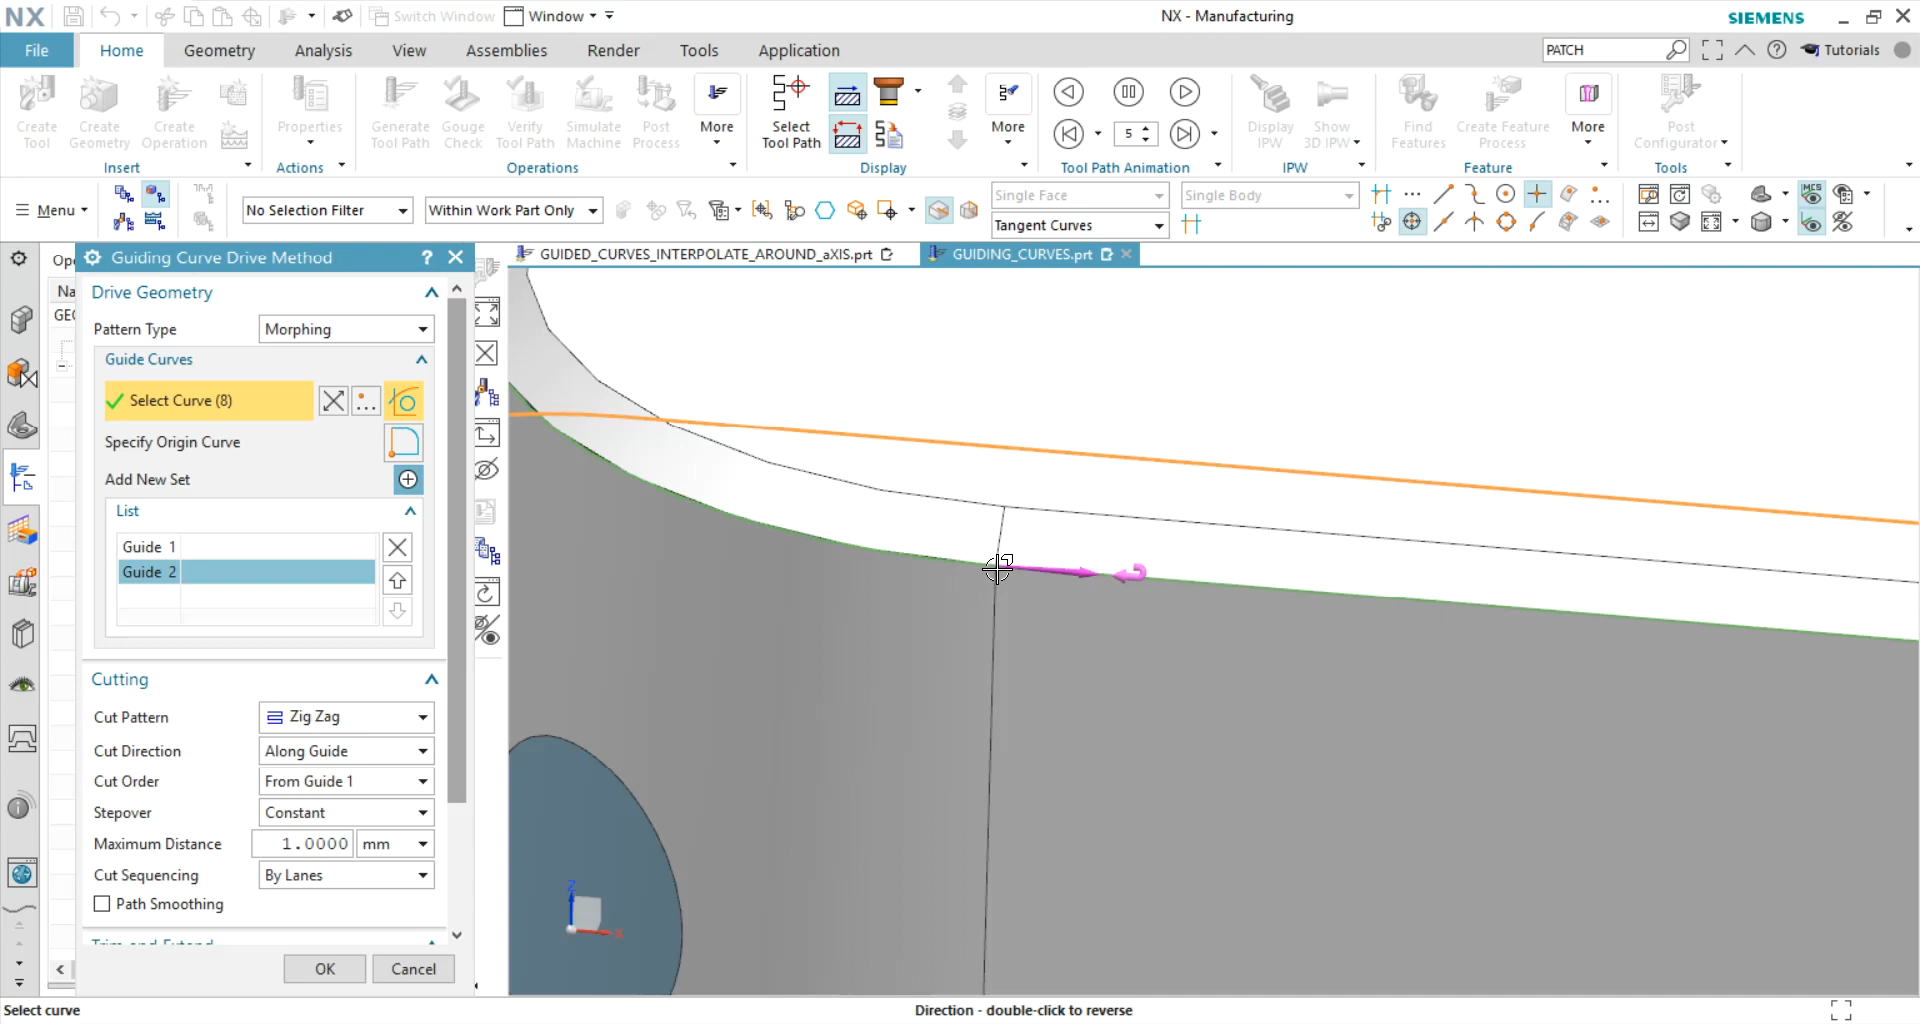 NX
Switch Window
Window
NX - Manufacturing
SIEMENS
File
Home
Geometry
Analysis
View
Assemblies
Render
Tools
Application
PATCH
Tutorials
Create Tool
Create Geometry
Create Operation
Properties
Generate Tool Path
Gouge Check
Verify Tool Path
Simulate Machine
Post Process
More
Select Tool Path
More
5
Display IPW
Show 3D IPW
Find Features
Create Feature Process
More
Post Configurator
Insert
Actions
Operations
Display
Tool Path Animation
IPW
Feature
Tools
Menu
No Selection Filter
Within Work Part Only
Single Face
Single Body
Tangent Curves
MCS
Ope
Na
GEO
Guiding Curve Drive Method
?
GUIDED_CURVES_INTERPOLATE_AROUND_aXIS.prt
GUIDING_CURVES.prt
Drive Geometry
Pattern Type
Morphing
Guide Curves
Select Curve (8)
Specify Origin Curve
Add New Set
List
Guide 1
Guide 2
Cutting
Cut Pattern
Zig Zag
Cut Direction
Along Guide
Cut Order
From Guide 1
Stepover
Constant
Maximum Distance
1.0000
mm
Cut Sequencing
By Lanes
Path Smoothing
Trim and Extend
OK
Cancel
Z
X
Select curve
Direction - double-click to reverse